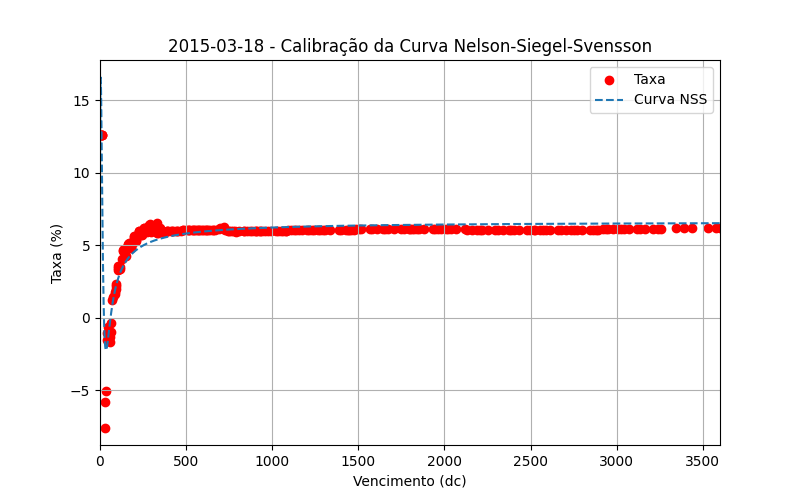 2015-03-18 - Calibração da Curva Nelson-Siegel-Svensson
Taxa
Curva NSS
Taxa (%)
15
10
5
0
−5
0 500 1000 1500 2000 2500 3000 3500
Vencimento (dc)